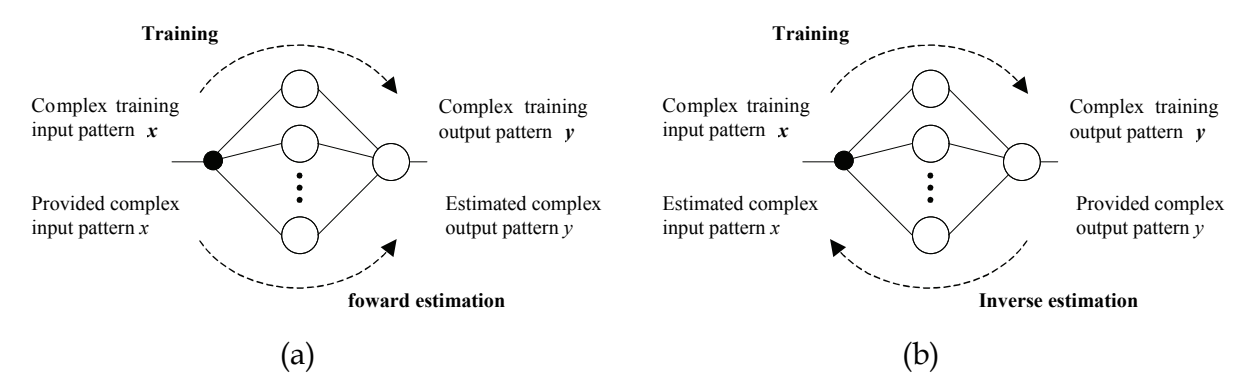 Training
Complex training
input pattern x
Complex training
output pattern y
Provided complex
input pattern x
Estimated complex
output pattern y
foward estimation
(a)
Training
Complex training
input pattern x
Complex training
output pattern y
Estimated complex
input pattern x
Provided complex
output pattern y
Inverse estimation
(b)